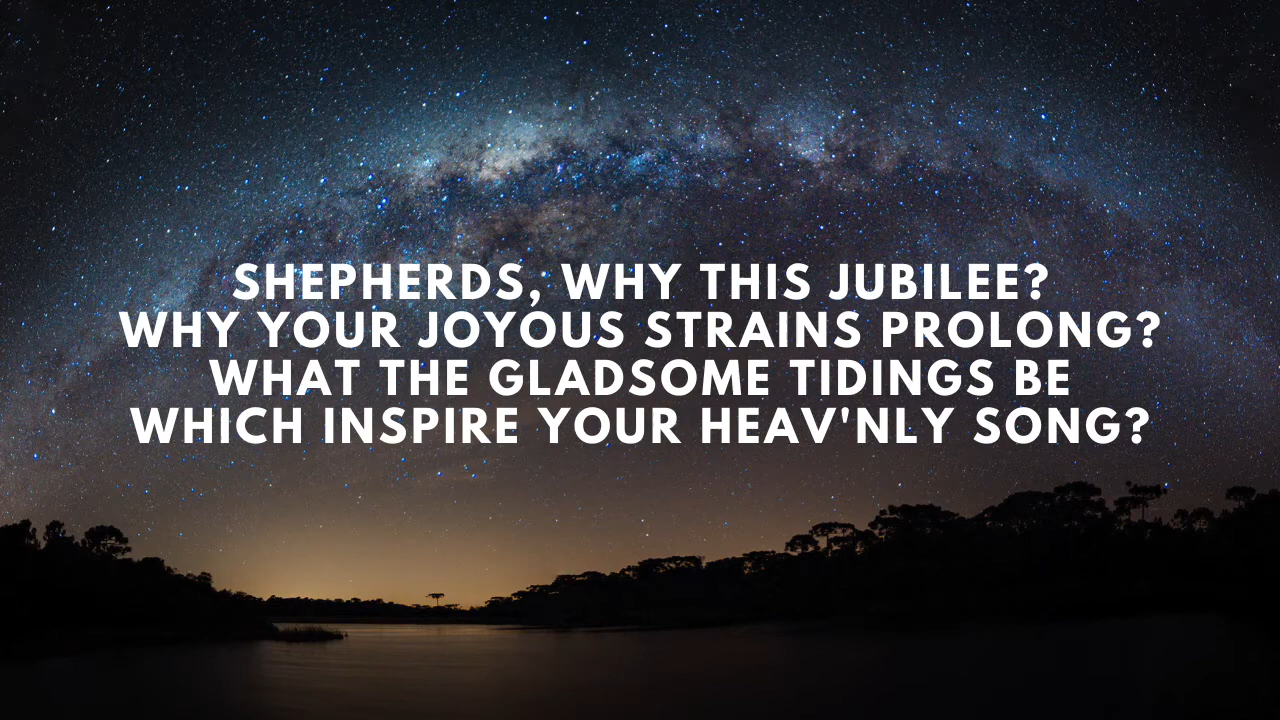 SHEPHERDS, WHY THIS JUBILEE?
WHY YOUR JOYOUS STRAINS PROLONG?
WHAT THE GLADSOME TIDINGS BE
WHICH INSPIRE YOUR HEAV'NLY SONG?